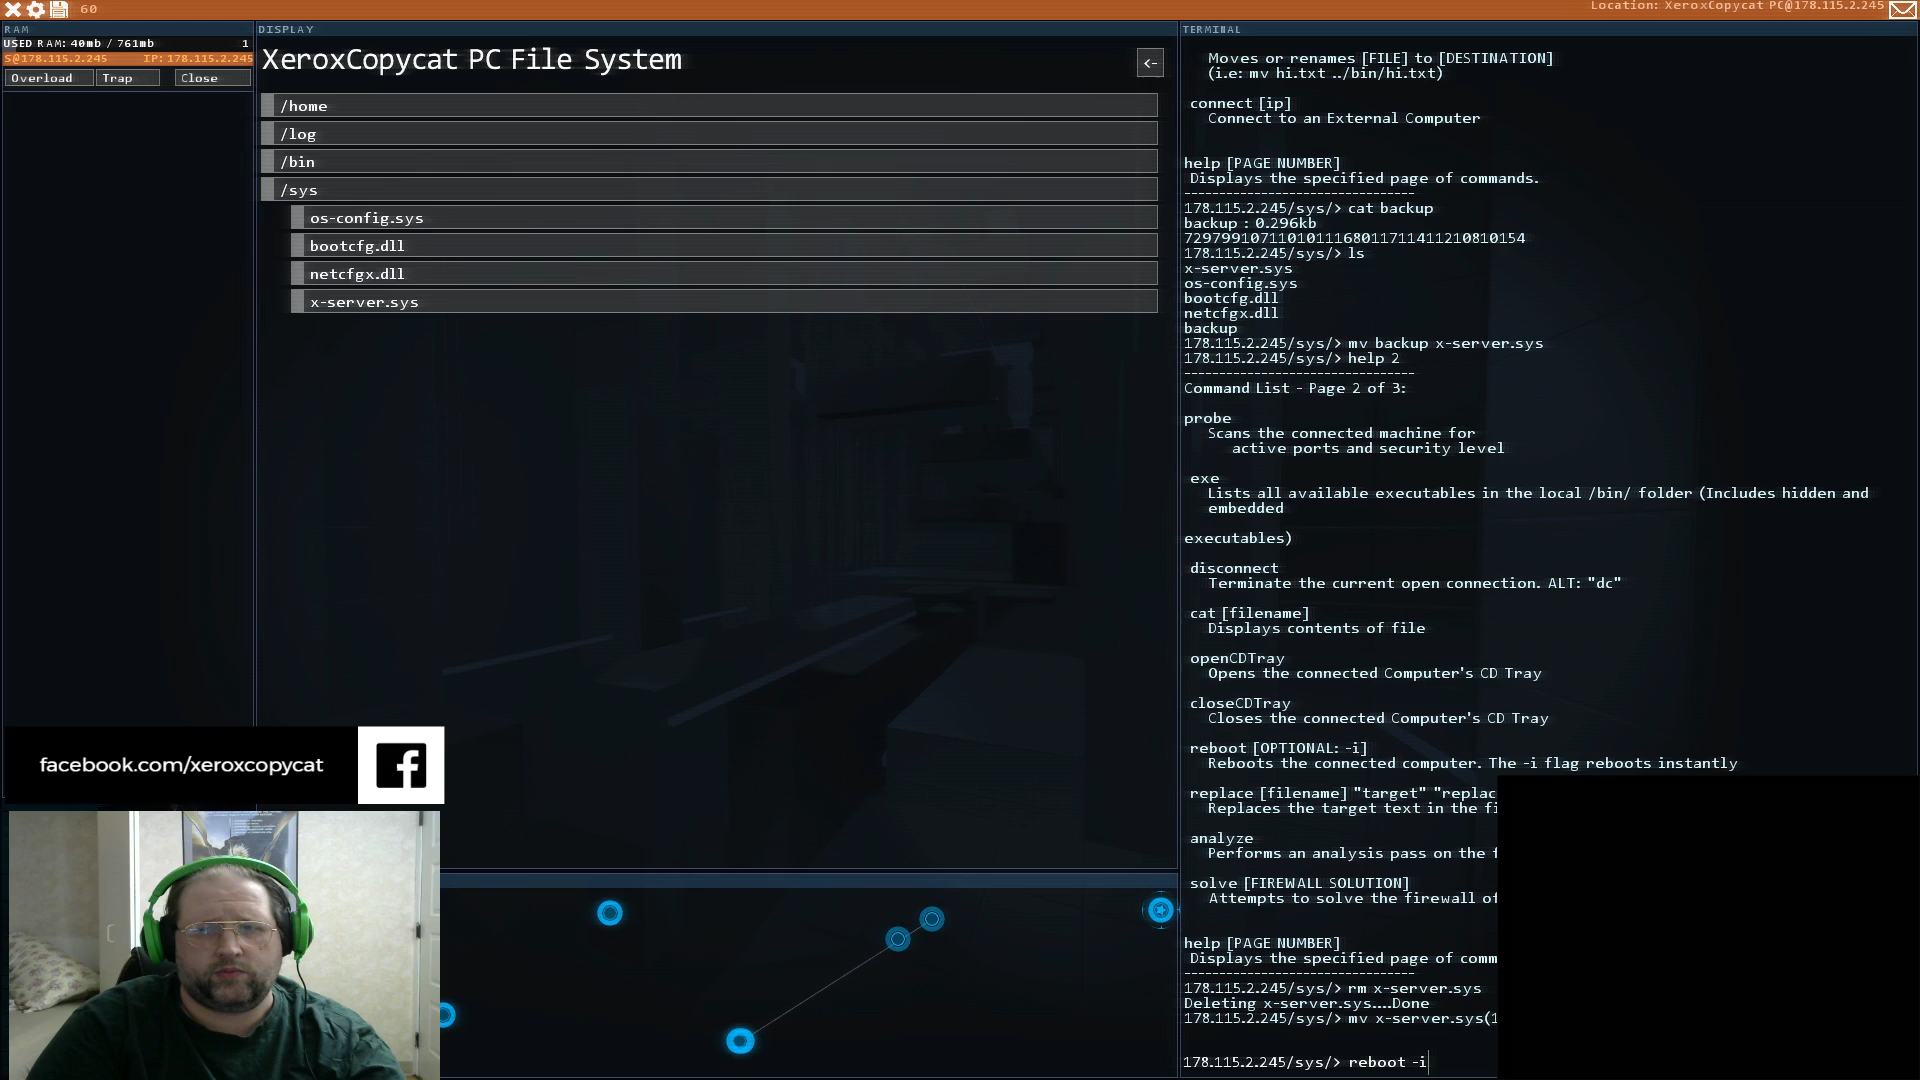 60
Location: XeroxCopycat PC@178.115.2.245
RAM
USED RAM: 40mb / 761mb
1
S@178.115.2.245
IP: 178.115.2.245
Overload
Trap
Close
DISPLAY
XeroxCopycat PC File System
<-
/home
/log
/bin
/sys
os-config.sys
bootcfg.dll
netcfgx.dll
x-server.sys
facebook.com/xeroxcopycat
TERMINAL
Moves or renames [FILE] to [DESTINATION]
(i.e: mv hi.txt ../bin/hi.txt)
connect [ip]
Connect to an External Computer
help [PAGE NUMBER]
Displays the specified page of commands.
--------------------------------
178.115.2.245/sys/> cat backup
backup : 0.296kb
7297991071101011168011711411210810154
178.115.2.245/sys/> ls
x-server.sys
os-config.sys
bootcfg.dll
netcfgx.dll
backup
178.115.2.245/sys/> mv backup x-server.sys
178.115.2.245/sys/> help 2
--------------------------------
Command List - Page 2 of 3:
probe
Scans the connected machine for
active ports and security level
exe
Lists all available executables in the local /bin/ folder (Includes hidden and
embedded
executables)
disconnect
Terminate the current open connection. ALT: "dc"
cat [filename]
Displays contents of file
openCDTray
Opens the connected Computer's CD Tray
closeCDTray
Closes the connected Computer's CD Tray
reboot [OPTIONAL: -i]
Reboots the connected computer. The -i flag reboots instantly
replace [filename] "target" "replac
Replaces the target text in the fi
analyze
Performs an analysis pass on the f
solve [FIREWALL SOLUTION]
Attempts to solve the firewall of
help [PAGE NUMBER]
Displays the specified page of comm
--------------------------------
178.115.2.245/sys/> rm x-server.sys
Deleting x-server.sys....Done
178.115.2.245/sys/> mv x-server.sys(1
178.115.2.245/sys/> reboot -i